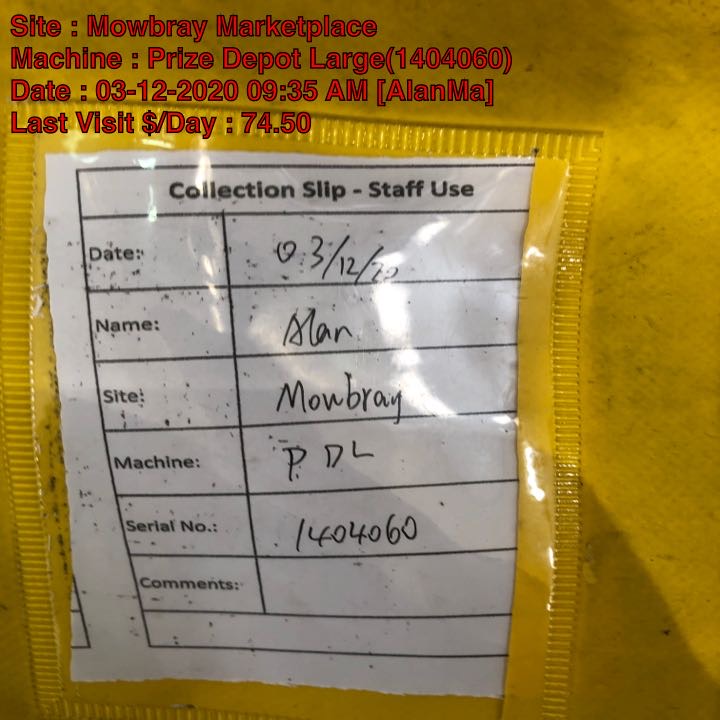 Site : Mowbray Marketplace
Machine : Prize Depot Large(1404060)
Date : 03-12-2020 09:35 AM [AlanMa]
Last Visit $/Day : 74.50
Collection Slip - Staff Use
Date: 03/12/20
Name: Alan
Site: Mowbray
Machine: P DL
Serial No.: 1404060
Comments: